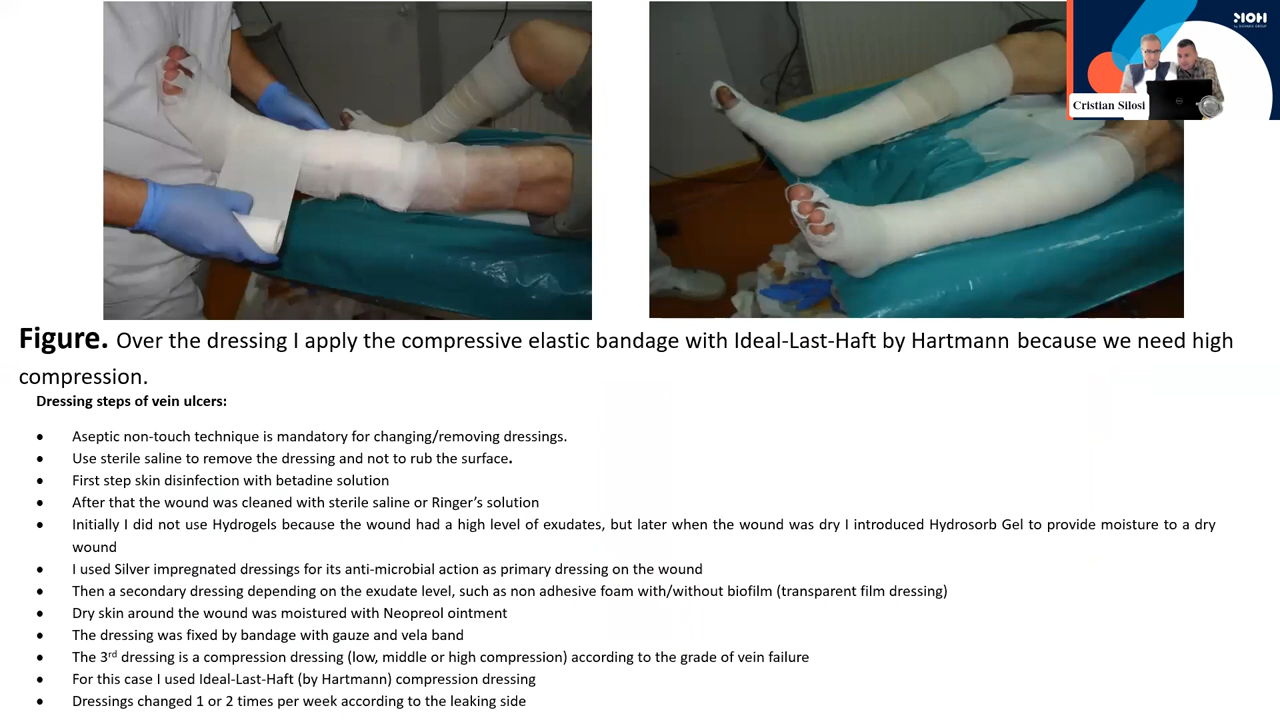 MOH
Cristian Silosi
Figure. Over the dressing I apply the compressive elastic bandage with Ideal-Last-Haft by Hartmann because we need high
compression.
Dressing steps of vein ulcers:
• Aseptic non-touch technique is mandatory for changing/removing dressings.
• Use sterile saline to remove the dressing and not to rub the surface.
• First step skin disinfection with betadine solution
• After that the wound was cleaned with sterile saline or Ringer's solution
• Initially I did not use Hydrogels because the wound had a high level of exudates, but later when the wound was dry I introduced Hydrosorb Gel to provide moisture to a dry
wound
• I used Silver impregnated dressings for its anti-microbial action as primary dressing on the wound
• Then a secondary dressing depending on the exudate level, such as non adhesive foam with/without biofilm (transparent film dressing)
• Dry skin around the wound was moistured with Neopreol ointment
• The dressing was fixed by bandage with gauze and vela band
• The 3rd dressing is a compression dressing (low, middle or high compression) according to the grade of vein failure
• For this case I used Ideal-Last-Haft (by Hartmann) compression dressing
• Dressings changed 1 or 2 times per week according to the leaking side